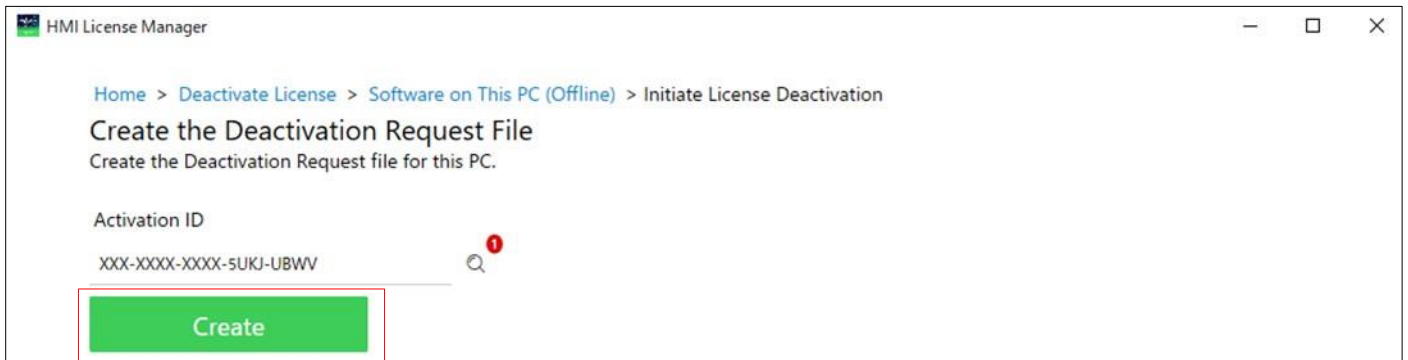 HMI License Manager
Home > Deactivate License > Software on This PC (Offline) > Initiate License Deactivation
Create the Deactivation Request File
Create the Deactivation Request file for this PC.
Activation ID
1
XXX-XXXX-XXXX-5UKJ-UBWV
Create